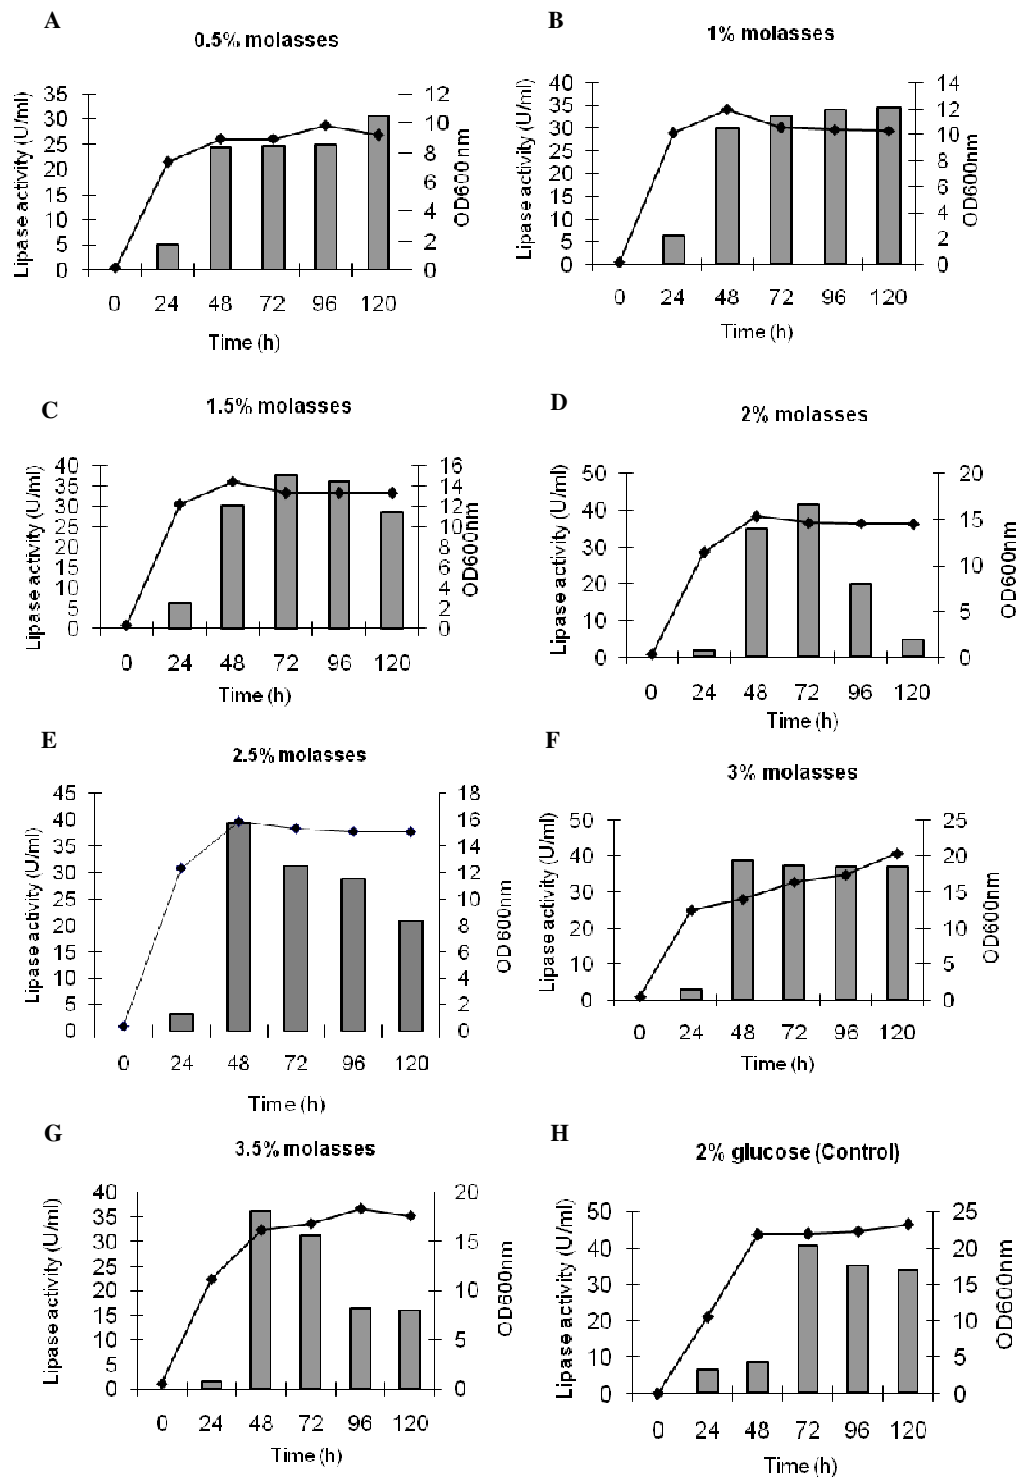 A
0.5% molasses
Lipase activity (U/ml)
35
30
25
20
15
10
5
0
12
10
8
6
4
2
0
OD600nm
0 24 48 72 96 120
Time (h)
B
1% molasses
Lipase activity (U/ml)
40
35
30
25
20
15
10
5
0
14
12
10
8
6
4
2
0
OD600nm
0 24 48 72 96 120
Time (h)
C
1.5% molasses
Lipase activity (U/ml)
40
35
30
25
20
15
10
5
0
16
14
12
10
8
6
4
2
0
OD600nm
0 24 48 72 96 120
Time (h)
D
2% molasses
Lipase activity (U/ml)
50
40
30
20
10
0
20
15
10
5
0
OD600nm
0 24 48 72 96 120
Time (h)
E
2.5% molasses
Lipase activity (U/ml)
45
40
35
30
25
20
15
10
5
0
18
16
14
12
10
8
6
4
2
0
OD600nm
0 24 48 72 96 120
Time (h)
F
3% molasses
Lipase activity (U/ml)
50
40
30
20
10
0
25
20
15
10
5
0
OD600nm
0 24 48 72 96 120
Time (h)
G
3.5% molasses
Lipase activity (U/ml)
40
35
30
25
20
15
10
5
0
20
15
10
5
0
OD600nm
0 24 48 72 96 120
Time (h)
H
2% glucose (Control)
Lipase activity (U/ml)
50
40
30
20
10
0
25
20
15
10
5
0
OD600nm
0 24 48 72 96 120
Time (h)